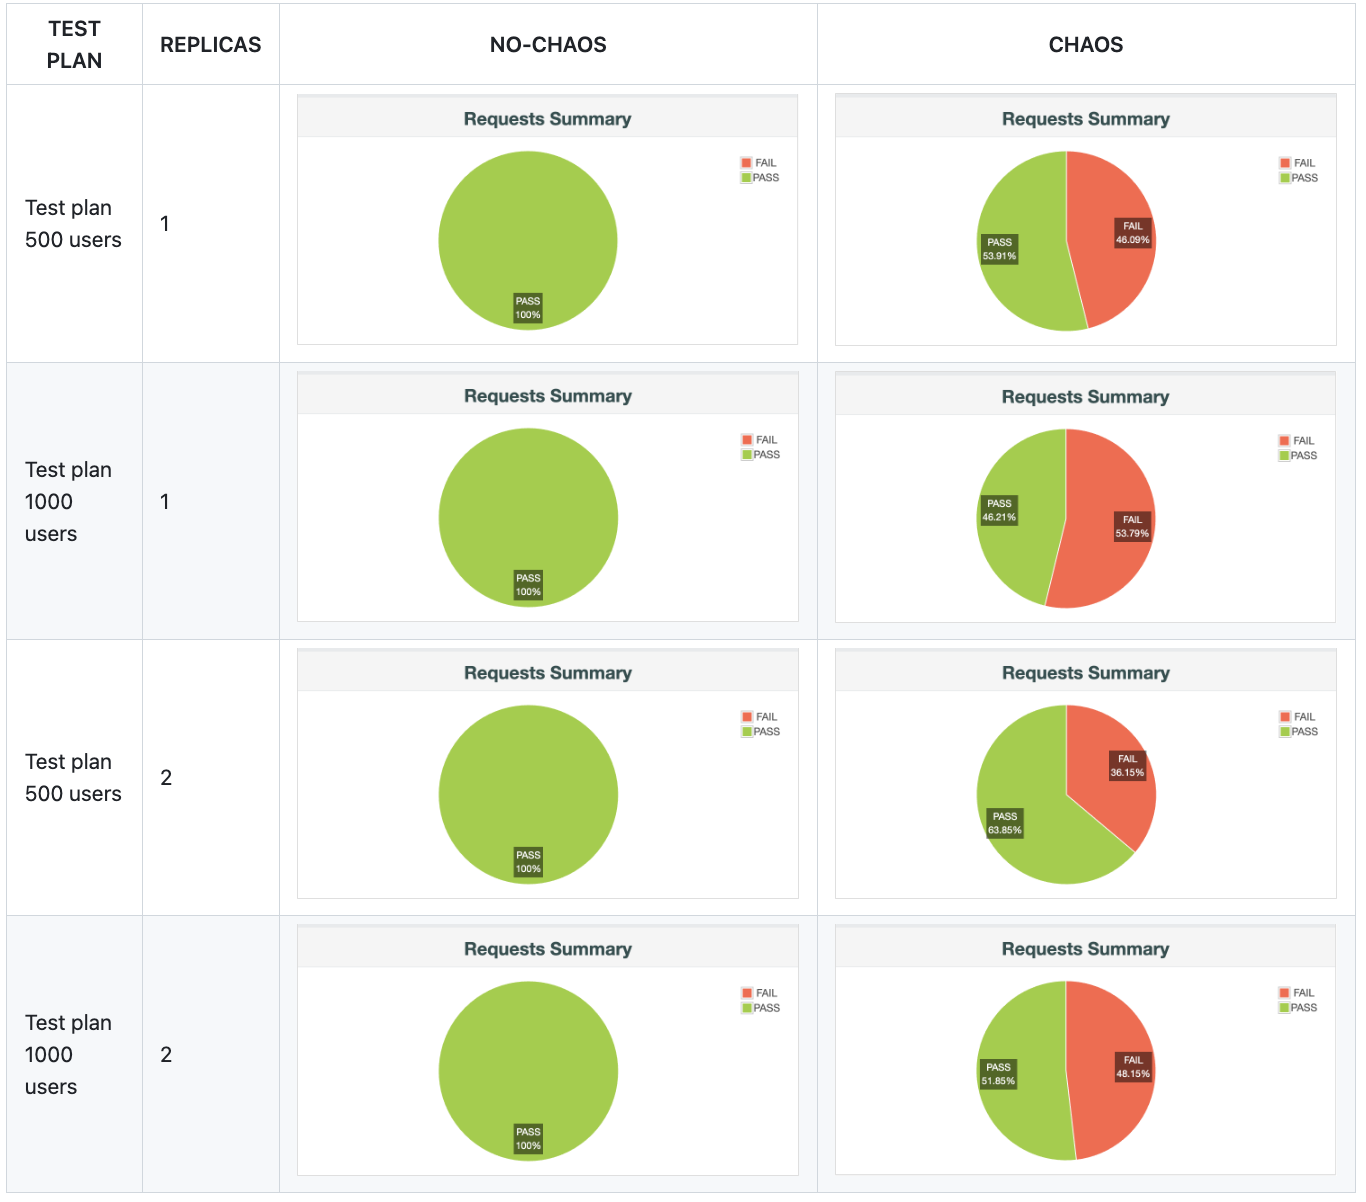 TEST
PLAN
REPLICAS
NO-CHAOS
CHAOS
Test plan
500 users
1
Requests Summary
FAIL
PASS
PASS
100%
Requests Summary
FAIL
PASS
FAIL
46.09%
PASS
53.91%
Test plan
1000
users
1
Requests Summary
FAIL
PASS
PASS
100%
Requests Summary
FAIL
PASS
PASS
46.21%
FAIL
53.79%
Test plan
500 users
2
Requests Summary
FAIL
PASS
PASS
100%
Requests Summary
FAIL
PASS
FAIL
36.15%
PASS
63.85%
Test plan
1000
users
2
Requests Summary
FAIL
PASS
PASS
100%
Requests Summary
FAIL
PASS
FAIL
48.15%
PASS
51.85%